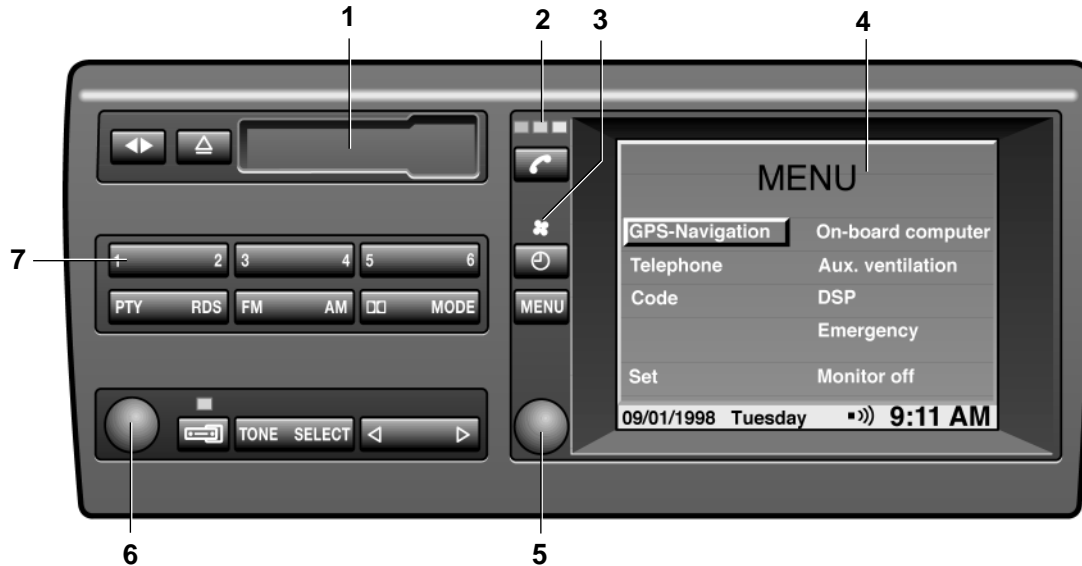 1 2 3 4
MENU
GPS-Navigation On-board computer
Telephone Aux. ventilation
Code DSP
Emergency
Set Monitor off
09/01/1998 Tuesday 9:11 AM
7
1 2 3 4 5 6
PTY RDS FM AM MODE MENU
TONE SELECT
6 5